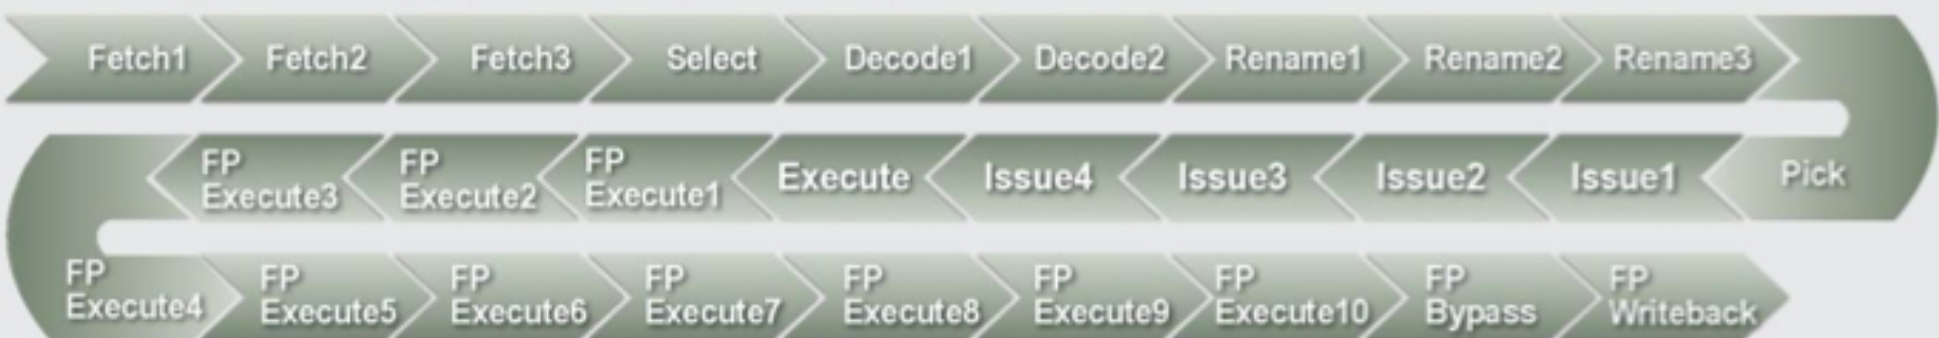 Fetch1
Fetch2
Fetch3
Select
Decode1
Decode2
Rename1
Rename2
Rename3
Pick
Issue1
Issue2
Issue3
Issue4
Execute
FP
Execute1
FP
Execute2
FP
Execute3
FP
Execute4
FP
Execute5
FP
Execute6
FP
Execute7
FP
Execute8
FP
Execute9
FP
Execute10
FP
Bypass
FP
Writeback